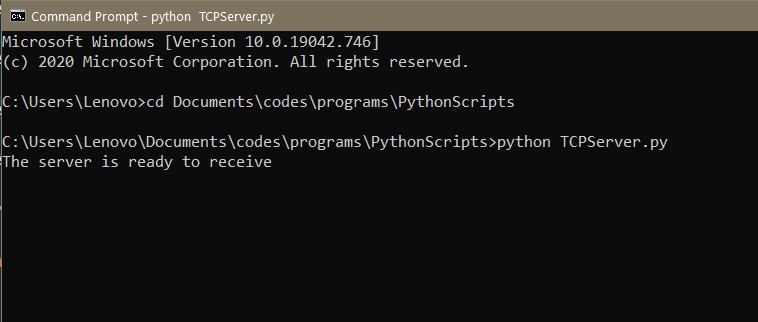 Command Prompt - python  TCPServer.py
Microsoft Windows [Version 10.0.19042.746]
(c) 2020 Microsoft Corporation. All rights reserved.
C:\Users\Lenovo>cd Documents\codes\programs\PythonScripts
C:\Users\Lenovo\Documents\codes\programs\PythonScripts>python TCPServer.py
The server is ready to receive